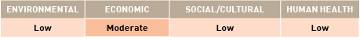 ENVIRONMENTAL ECONOMIC SOCIAL/CULTURAL HUMAN HEALTH
Low Moderate Low Low